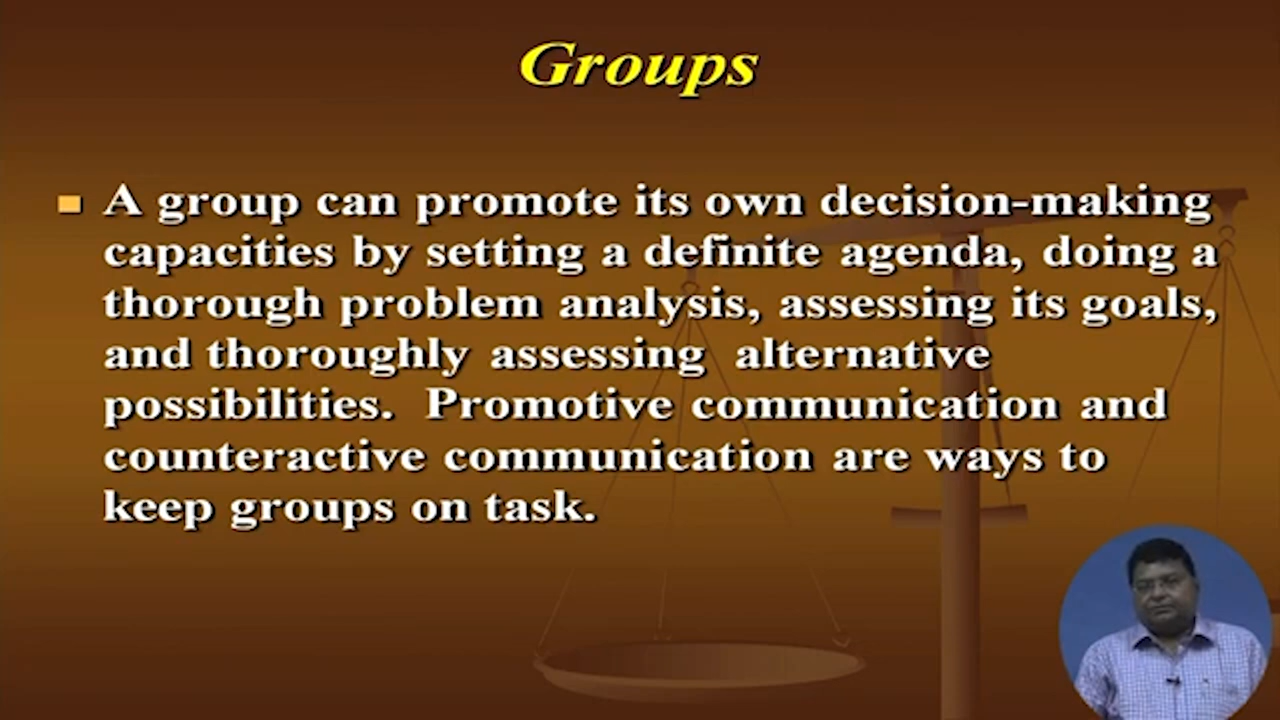 Groups
A group can promote its own decision-making
capacities by setting a definite agenda, doing a
thorough problem analysis, assessing its goals,
and thoroughly assessing alternative
possibilities. Promotive communication and
counteractive communication are ways to
keep groups on task.